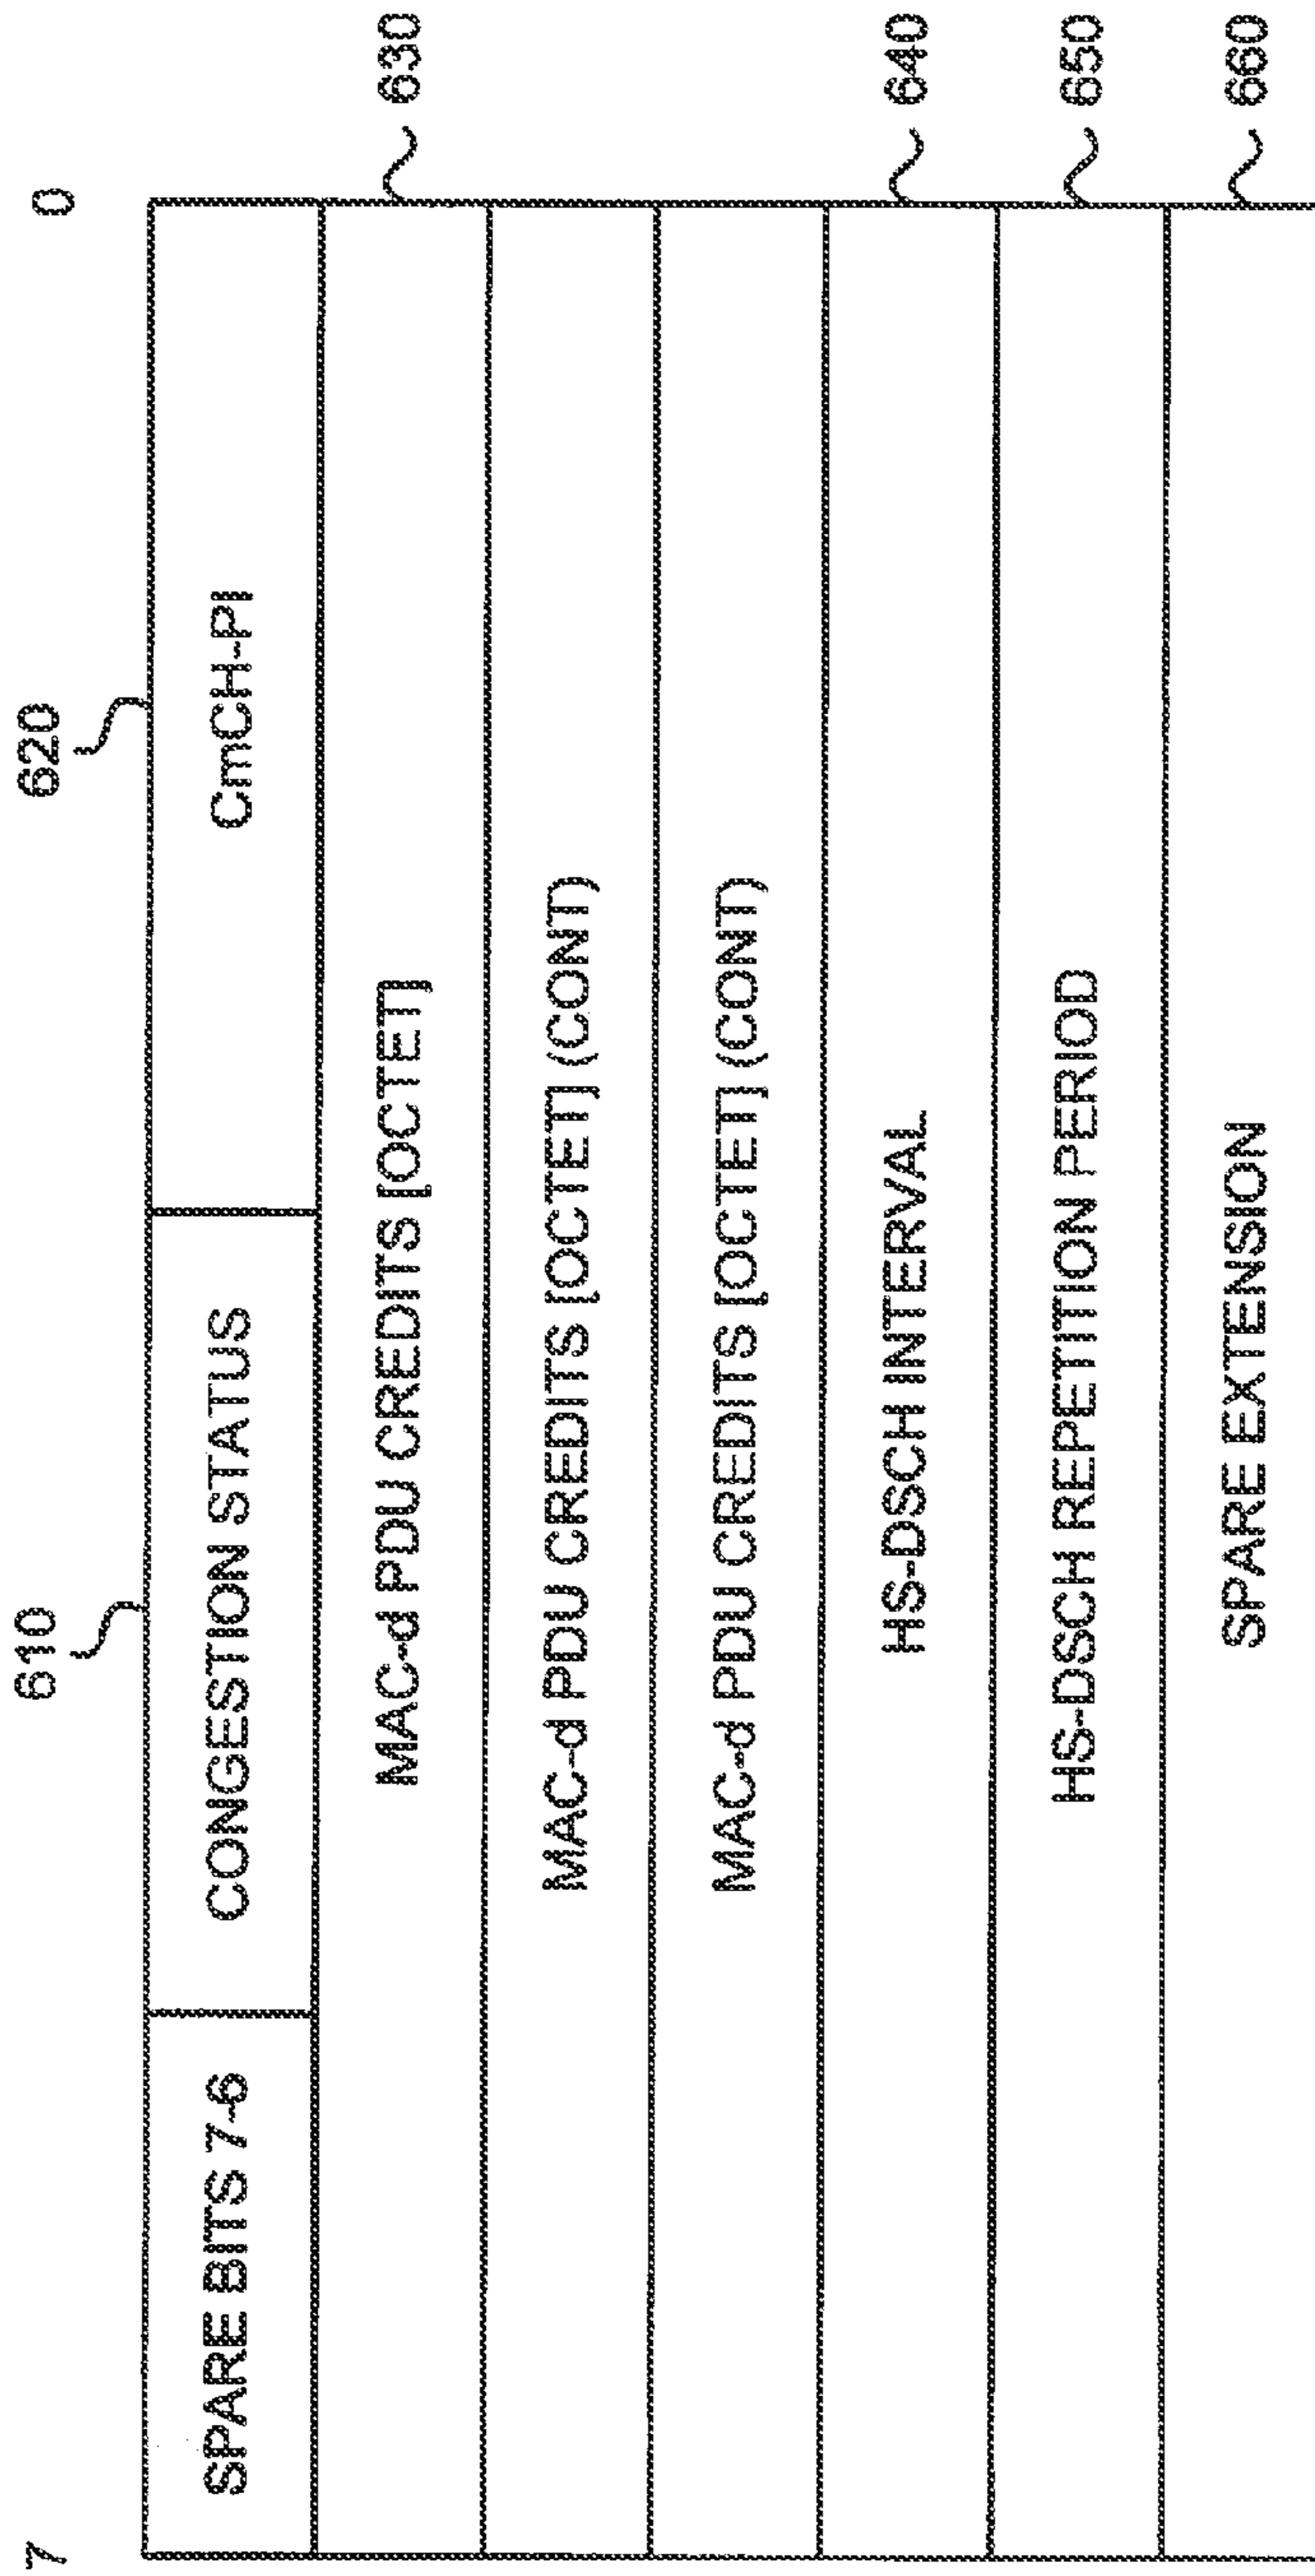 7 0
610 620
SPARE BITS 7-6 CONGESTION STATUS CmCH-PI
MAC-d PDU CREDITS [OCTET] 630
MAC-d PDU CREDITS [OCTET] (CONT)
MAC-d PDU CREDITS [OCTET] (CONT)
HS-DSCH INTERVAL 640
HS-DSCH REPETITION PERIOD 650
SPARE EXTENSION 660